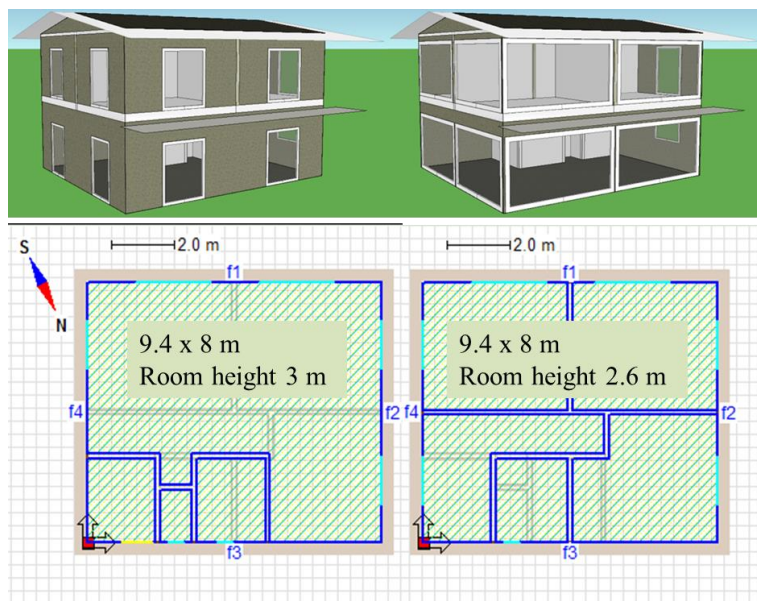 2.0 m
2.0 m
S
N
f1
f1
9.4 x 8 m
Room height 3 m
9.4 x 8 m
Room height 2.6 m
f4
f2
f4
f2
f3
f3